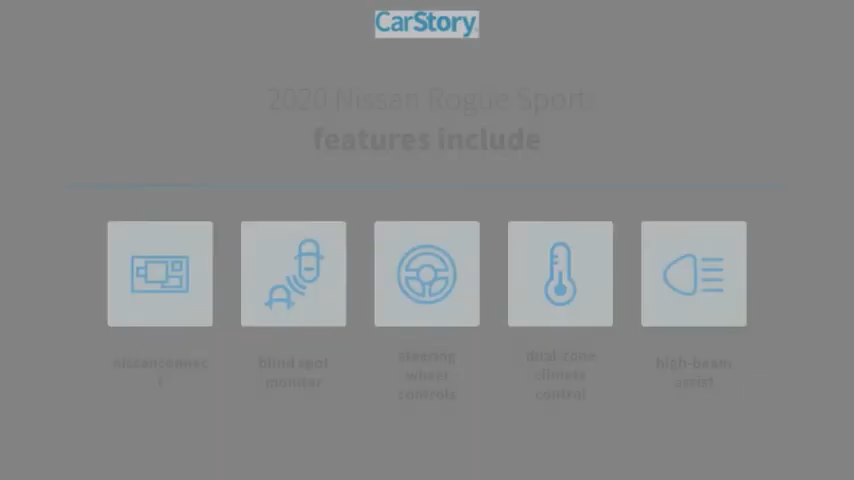 CarStory
2020 Nissan Rogue Sport
features include
nissanconnec
t
blind spot
monitor
steering
wheel
controls
dual-zone
climate
control
high-beam
assist